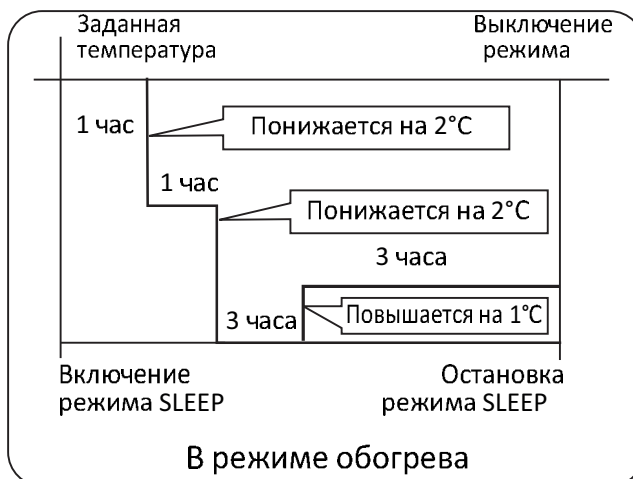 Заданная
температура
Выключение
режима
1 час
Понижается на 2°C
1 час
Понижается на 2°C
3 часа
3 часа
Повышается на 1°C
Включение
режима SLEEP
Остановка
режима SLEEP
В режиме обогрева